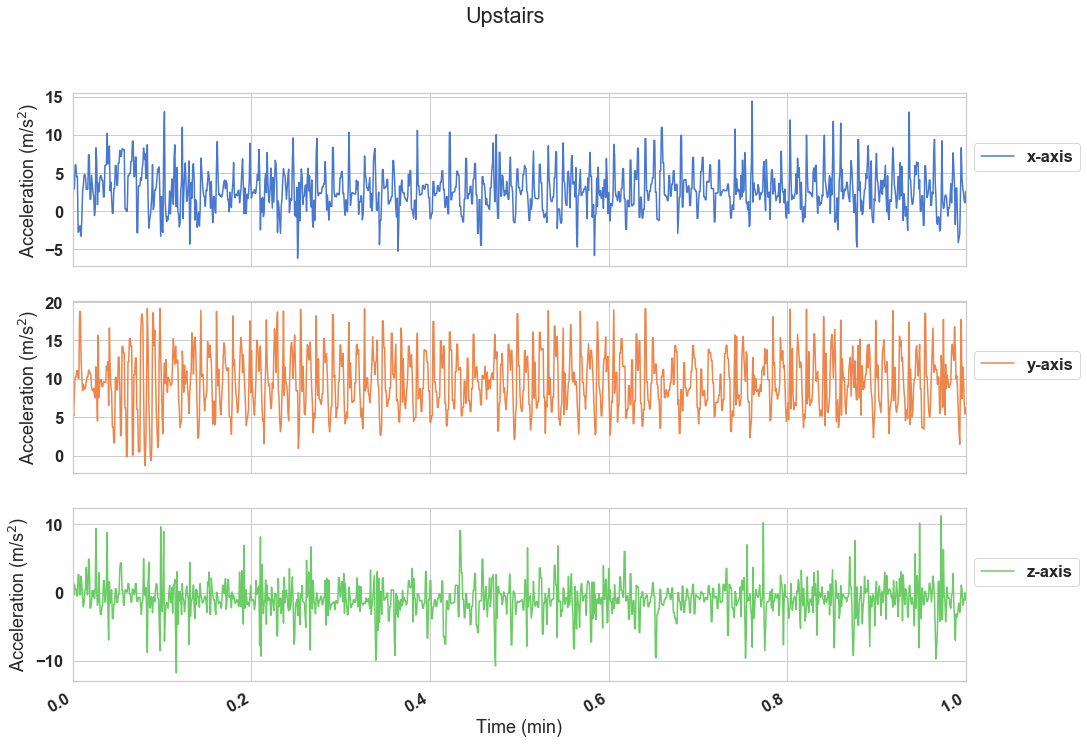 Upstairs
Acceleration (m/s²)
15
10
5
0
−5
x-axis
Acceleration (m/s²)
20
15
10
5
0
y-axis
Acceleration (m/s²)
10
0
−10
z-axis
0.0 0.2 0.4 0.6 0.8 1.0
Time (min)